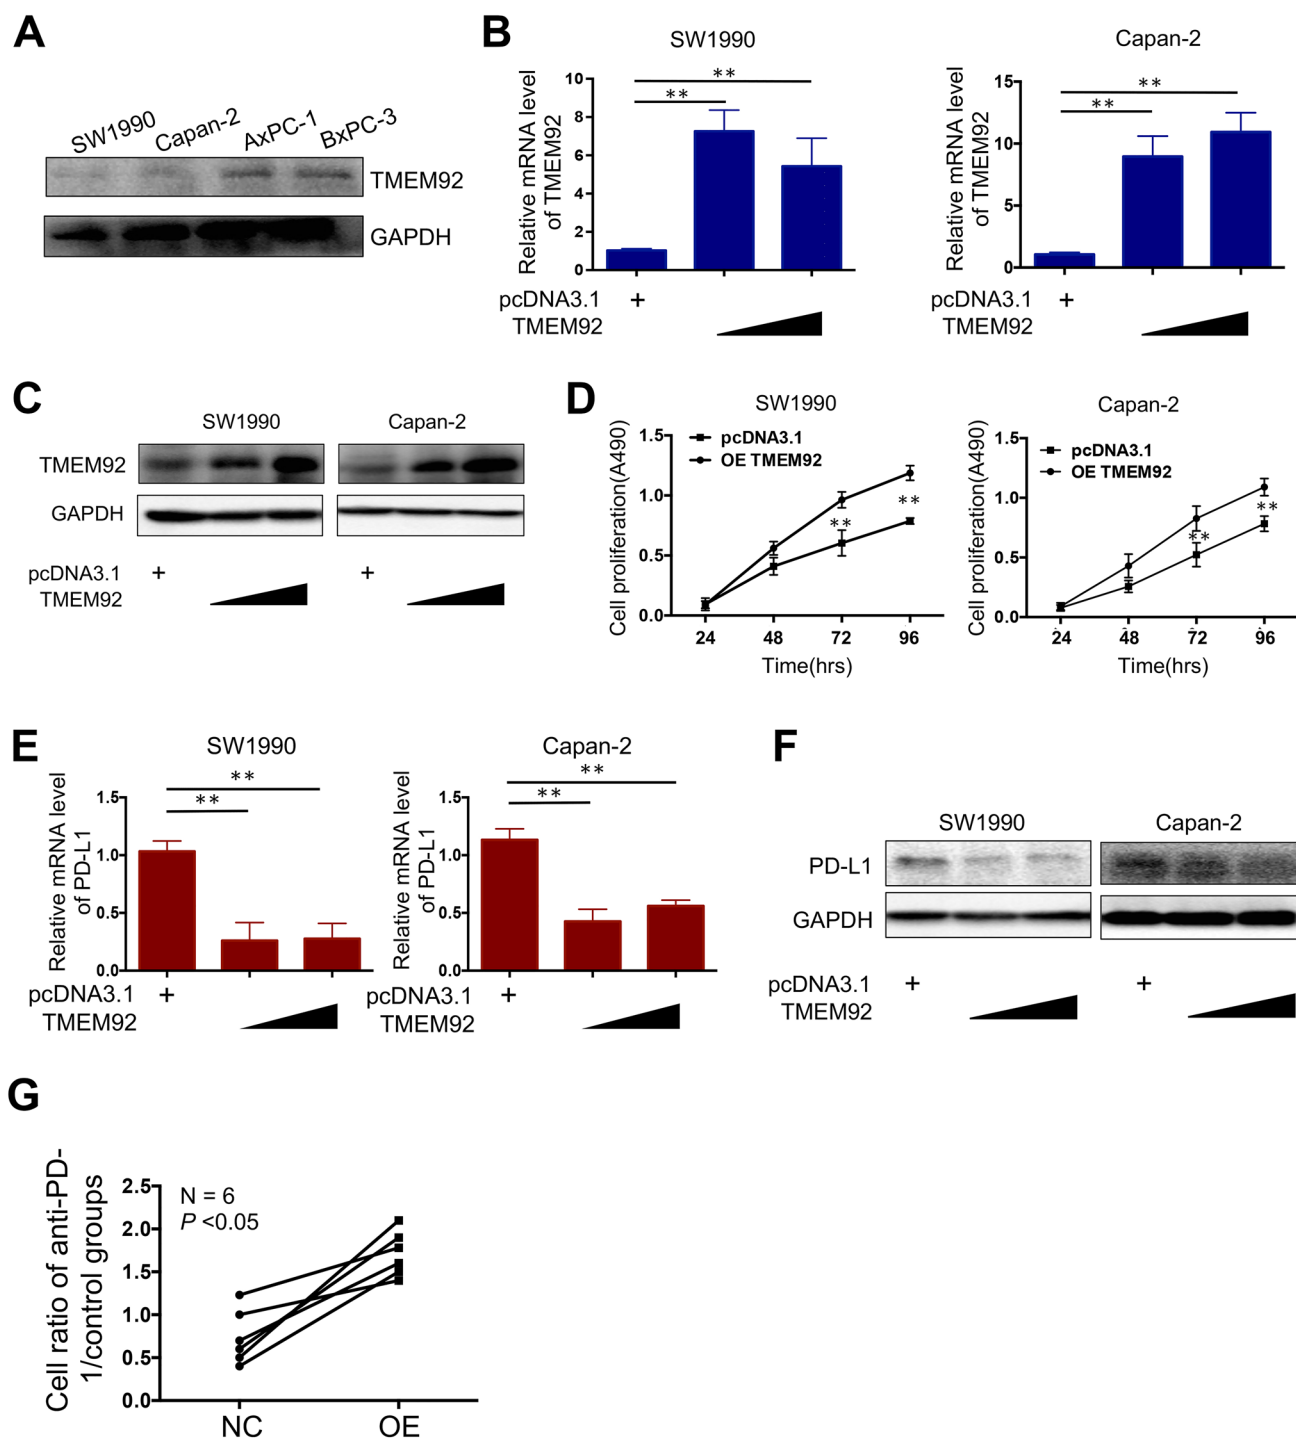 A
SW1990
Capan-2
AxPC-1
BxPC-3
TMEM92
GAPDH
B
SW1990
Relative mRNA level
of TMEM92
10
8
6
4
2
0
**
**
pcDNA3.1 +
TMEM92
Capan-2
Relative mRNA level
of TMEM92
15
10
5
0
**
**
pcDNA3.1 +
TMEM92
C
SW1990
Capan-2
TMEM92
GAPDH
pcDNA3.1 + +
TMEM92
D
SW1990
Cell proliferation(A490)
1.5
1.0
0.5
0.0
pcDNA3.1
OE TMEM92
**
**
24 48 72 96
Time(hrs)
Capan-2
Cell proliferation(A490)
1.5
1.0
0.5
0.0
pcDNA3.1
OE TMEM92
**
**
24 48 72 96
Time(hrs)
E
SW1990
Relative mRNA level
of PD-L1
1.5
1.0
0.5
0.0
**
**
pcDNA3.1 +
TMEM92
Capan-2
Relative mRNA level
of PD-L1
1.5
1.0
0.5
0.0
**
**
pcDNA3.1 +
TMEM92
F
SW1990
Capan-2
PD-L1
GAPDH
pcDNA3.1 + +
TMEM92
G
Cell ratio of anti-PD-
1/control groups
2.5
2.0
1.5
1.0
0.5
0.0
N = 6
P <0.05
NC OE